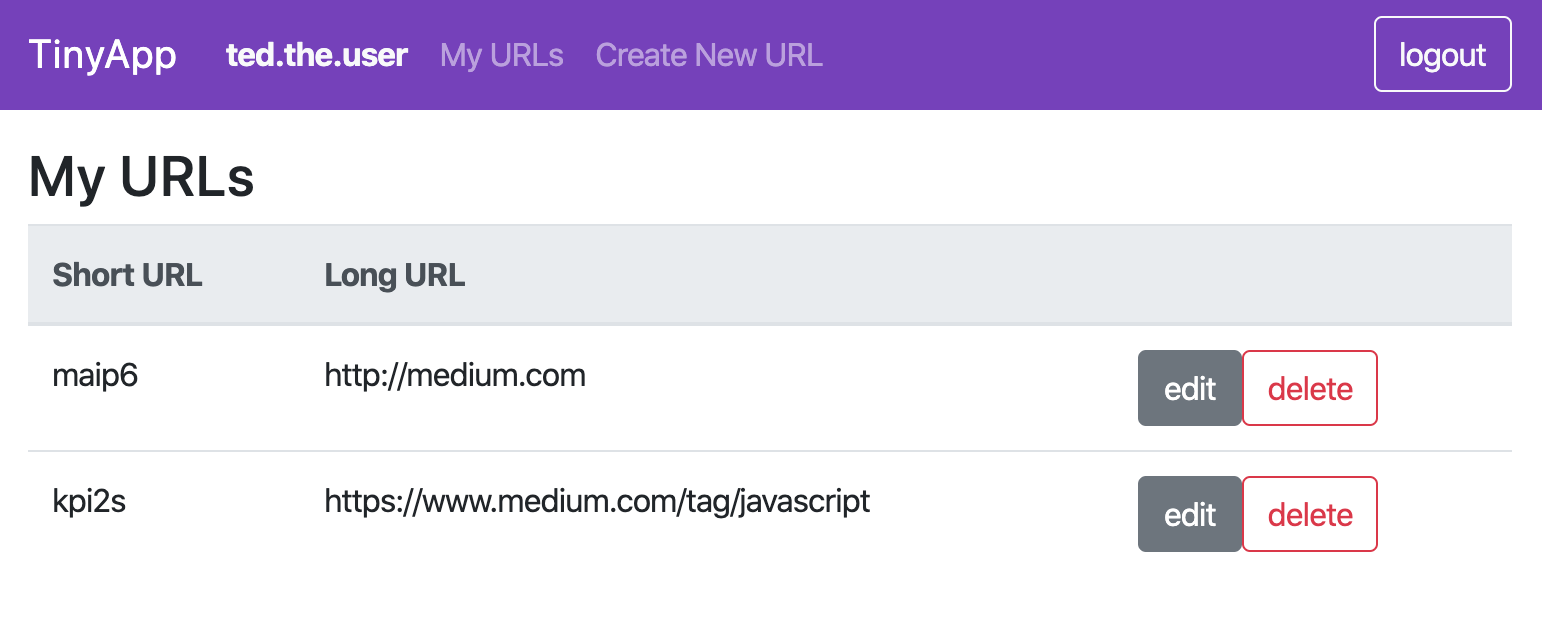 TinyApp ted.the.user My URLs Create New URL logout
My URLs
Short URL Long URL
maip6 http://medium.com edit delete
kpi2s https://www.medium.com/tag/javascript edit delete